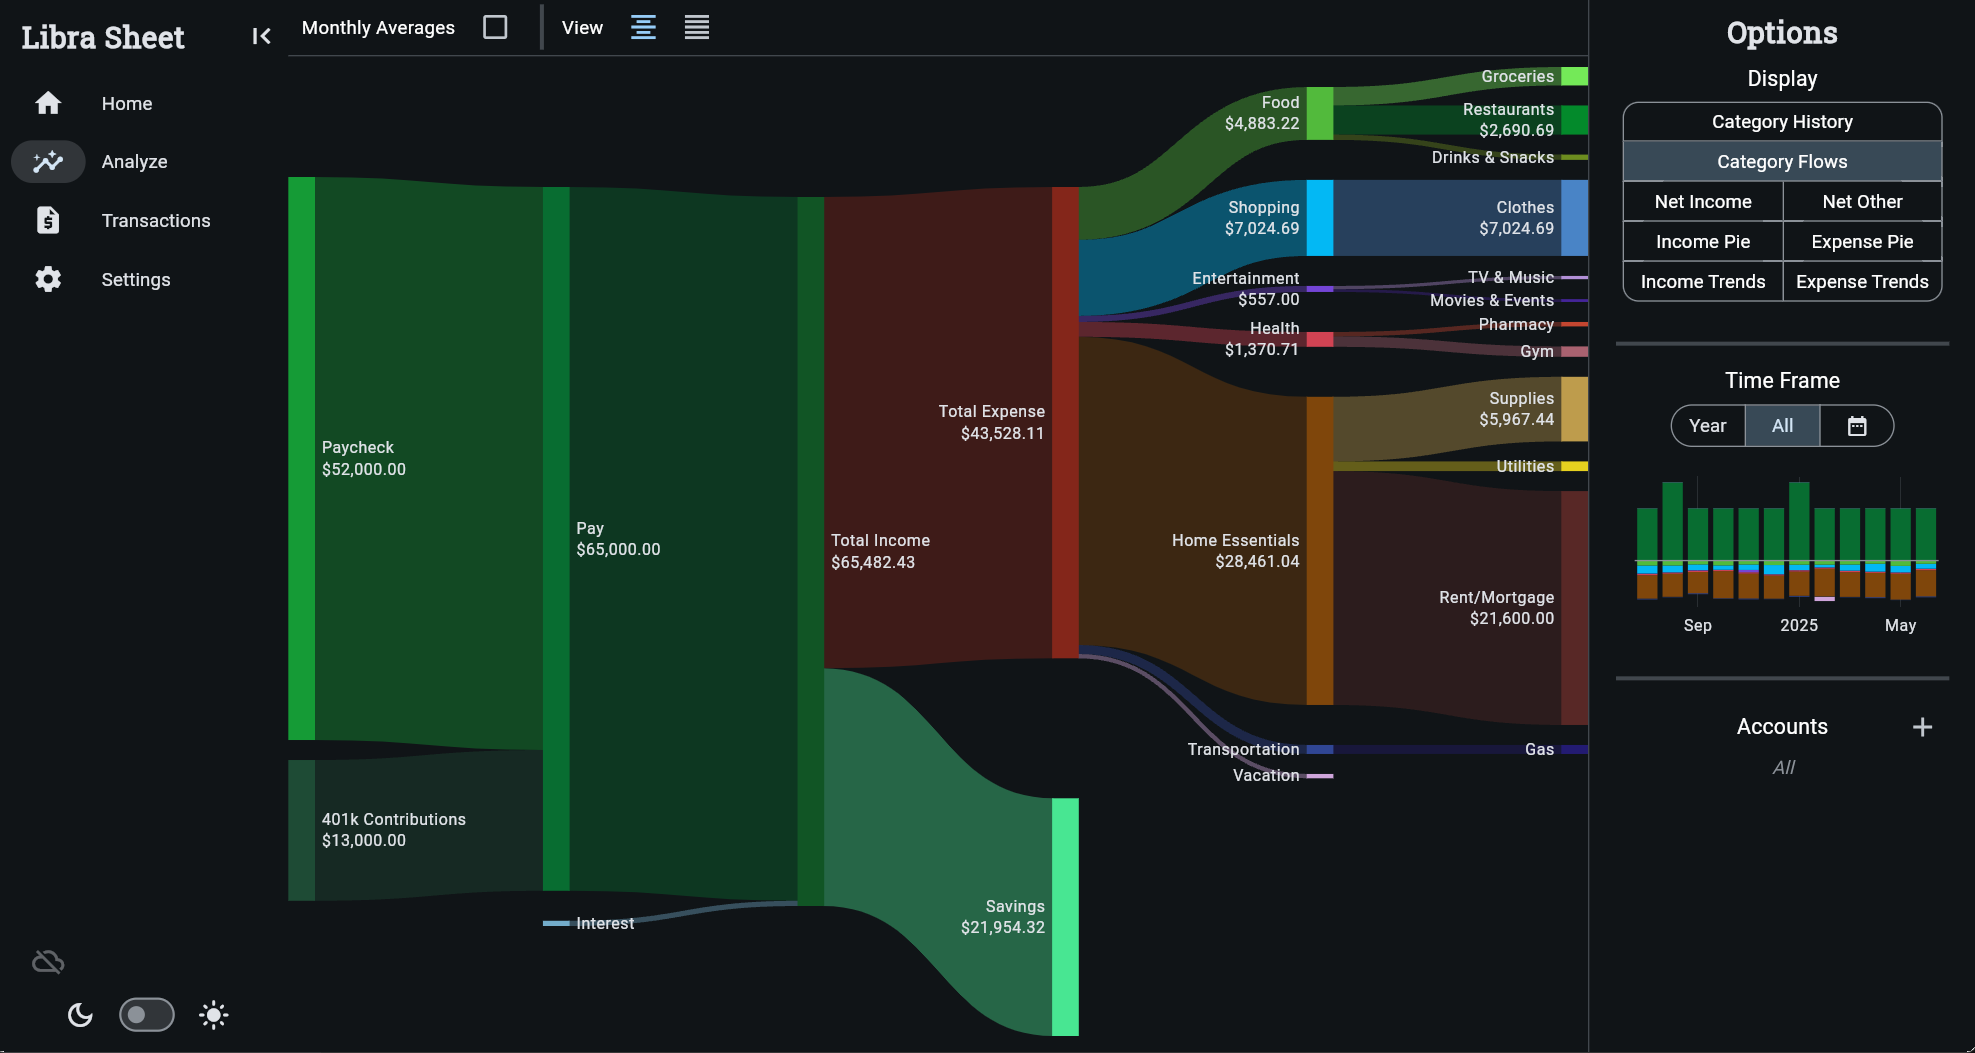 Libra Sheet
Home
Analyze
Transactions
Settings
Monthly Averages
View
Paycheck
$52,000.00
401k Contributions
$13,000.00
Pay
$65,000.00
Interest
Total Income
$65,482.43
Total Expense
$43,528.11
Savings
$21,954.32
Food
$4,883.22
Shopping
$7,024.69
Entertainment
$557.00
Health
$1,370.71
Home Essentials
$28,461.04
Transportation
Vacation
Groceries
Restaurants
$2,690.69
Drinks & Snacks
Clothes
$7,024.69
TV & Music
Movies & Events
Pharmacy
Gym
Supplies
$5,967.44
Utilities
Rent/Mortgage
$21,600.00
Gas
Options
Display
Category History
Category Flows
Net Income Net Other
Income Pie Expense Pie
Income Trends Expense Trends
Time Frame
Year All
Sep 2025 May
Accounts
All